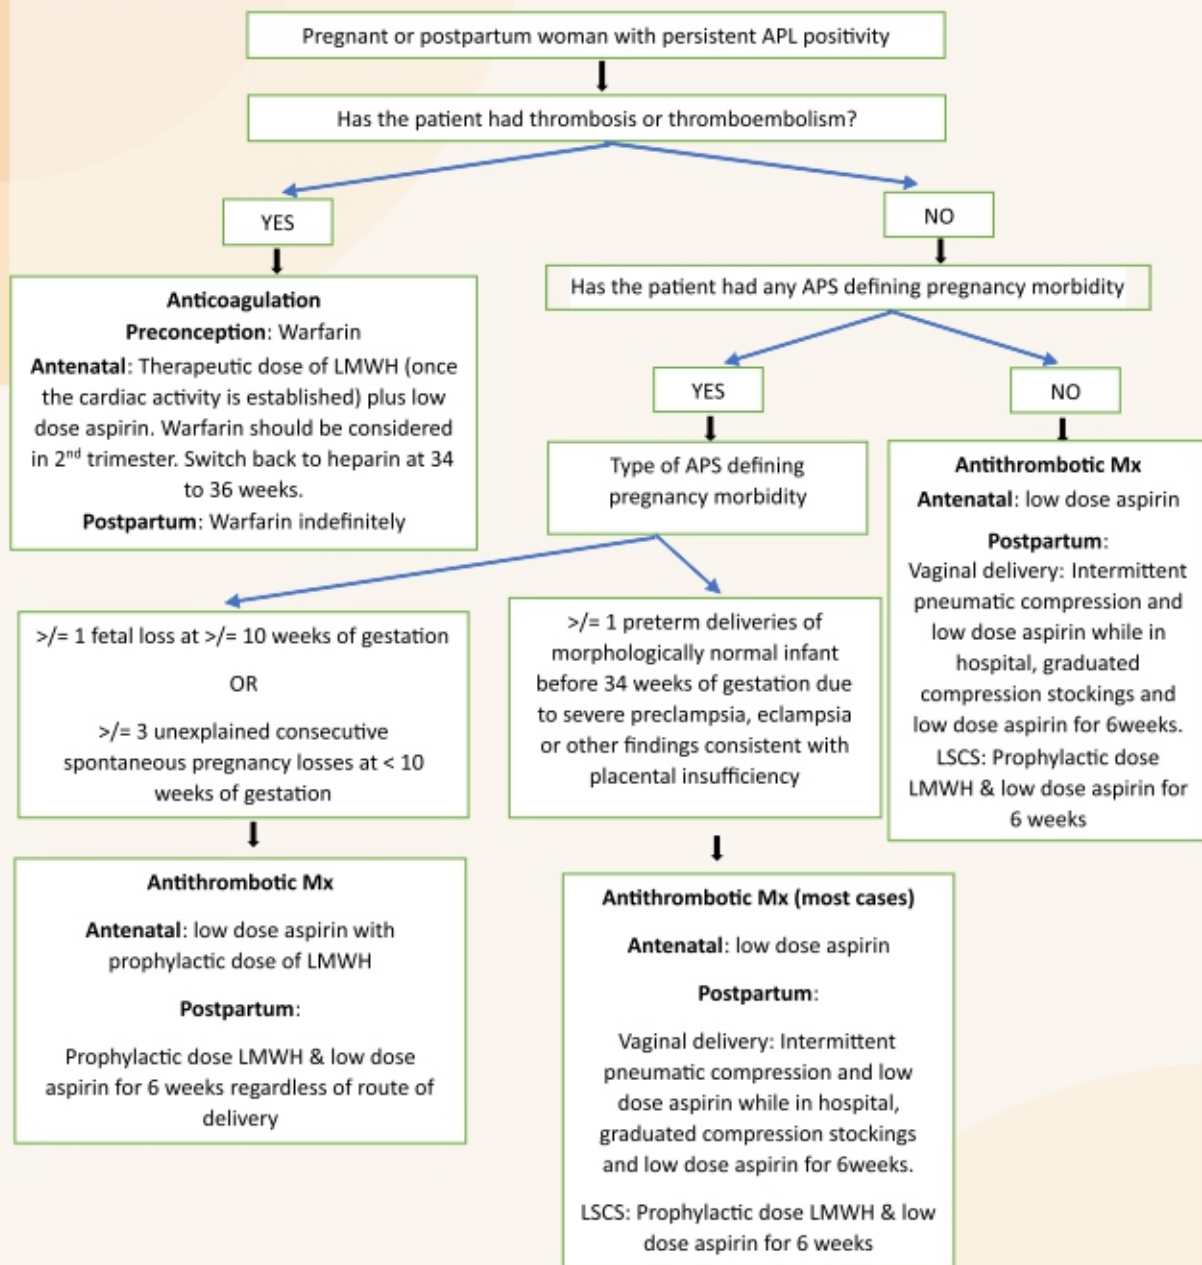 Pregnant or postpartum woman with persistent APL positivity
Has the patient had thrombosis or thromboembolism?
YES
NO
Anticoagulation
Preconception: Warfarin
Antenatal: Therapeutic dose of LMWH (once
the cardiac activity is established) plus low
dose aspirin. Warfarin should be considered
in 2nd trimester. Switch back to heparin at 34
to 36 weeks.
Postpartum: Warfarin indefinitely
Has the patient had any APS defining pregnancy morbidity
YES
NO
Type of APS defining
pregnancy morbidity
Antithrombotic Mx
Antenatal: low dose aspirin
Postpartum:
Vaginal delivery: Intermittent
pneumatic compression and
low dose aspirin while in
hospital, graduated
compression stockings and
low dose aspirin for 6weeks.
LSCS: Prophylactic dose
LMWH & low dose aspirin for
6 weeks
>/= 1 fetal loss at >/= 10 weeks of gestation
OR
>/= 3 unexplained consecutive
spontaneous pregnancy losses at < 10
weeks of gestation
>/= 1 preterm deliveries of
morphologically normal infant
before 34 weeks of gestation due
to severe preclampsia, eclampsia
or other findings consistent with
placental insufficiency
Antithrombotic Mx
Antenatal: low dose aspirin with
prophylactic dose of LMWH
Postpartum:
Prophylactic dose LMWH & low dose
aspirin for 6 weeks regardless of route of
delivery
Antithrombotic Mx (most cases)
Antenatal: low dose aspirin
Postpartum:
Vaginal delivery: Intermittent
pneumatic compression and low
dose aspirin while in hospital,
graduated compression stockings
and low dose aspirin for 6weeks.
LSCS: Prophylactic dose LMWH & low
dose aspirin for 6 weeks